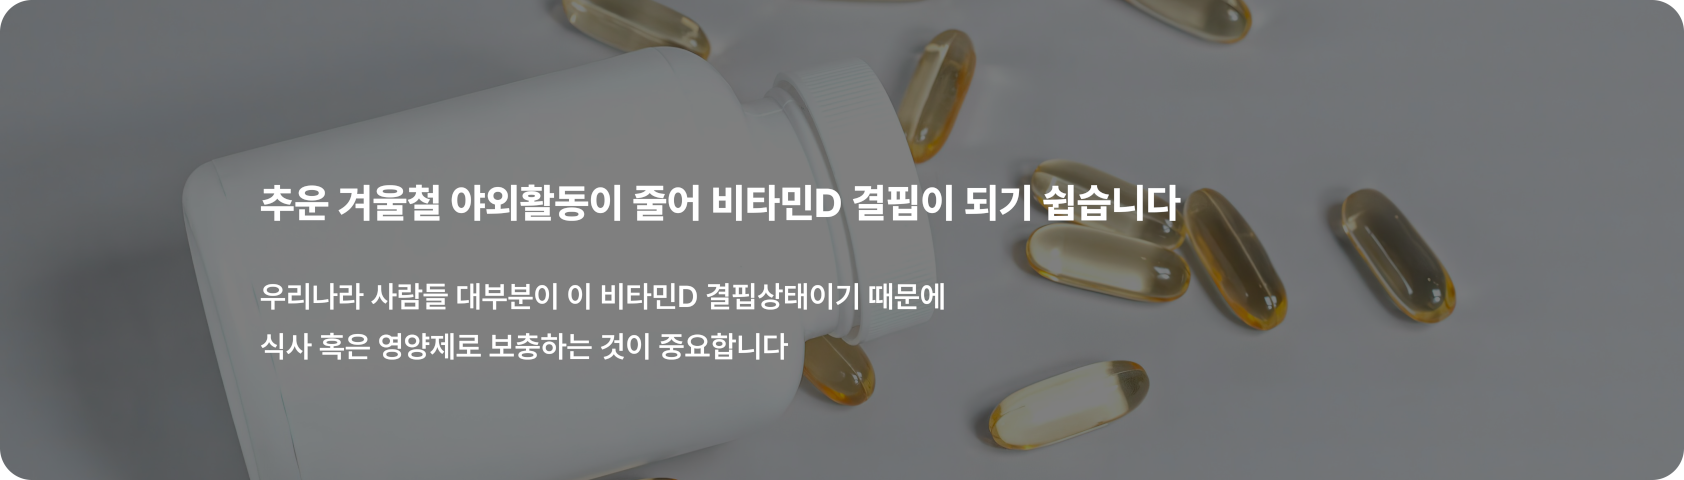 추운 겨울철 야외활동이 줄어 비타민D 결핍이 되기 쉽습니다
우리나라 사람들 대부분이 이 비타민D 결핍상태이기 때문에
식사 혹은 영양제로 보충하는 것이 중요합니다